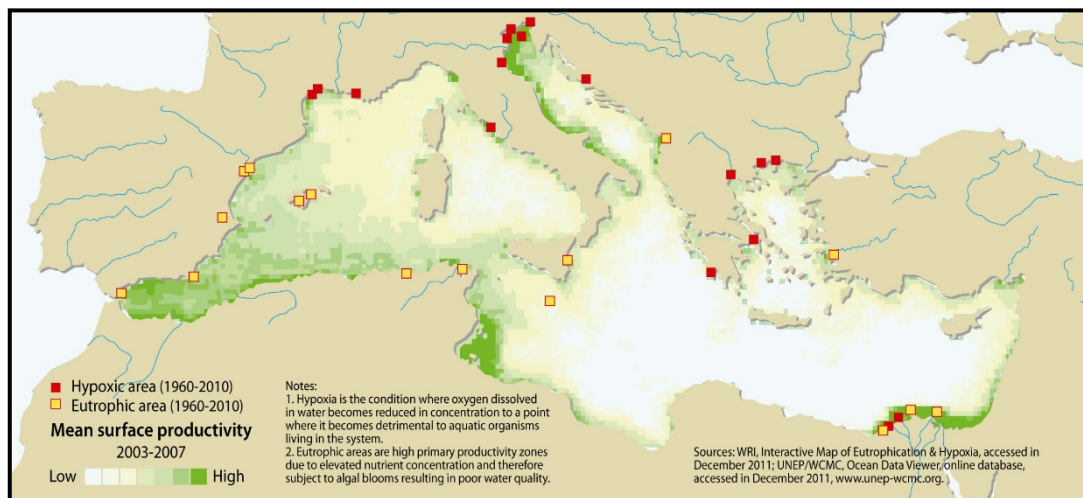 Hypoxic area (1960-2010)
Eutrophic area (1960-2010)
Mean surface productivity
2003-2007
Low High
Notes:
1. Hypoxia is the condition where oxygen dissolved
in water becomes reduced in concentration to a point
where it becomes detrimental to aquatic organisms
living in the system.
2. Eutrophic areas are high primary productivity zones
due to elevated nutrient concentration and therefore
subject to algal blooms resulting in poor water quality.
Sources: WRI, Interactive Map of Eutrophication & Hypoxia, accessed in
December 2011; UNEP/WCMC, Ocean Data Viewer, online database,
accessed in December 2011, www.unep-wcmc.org.